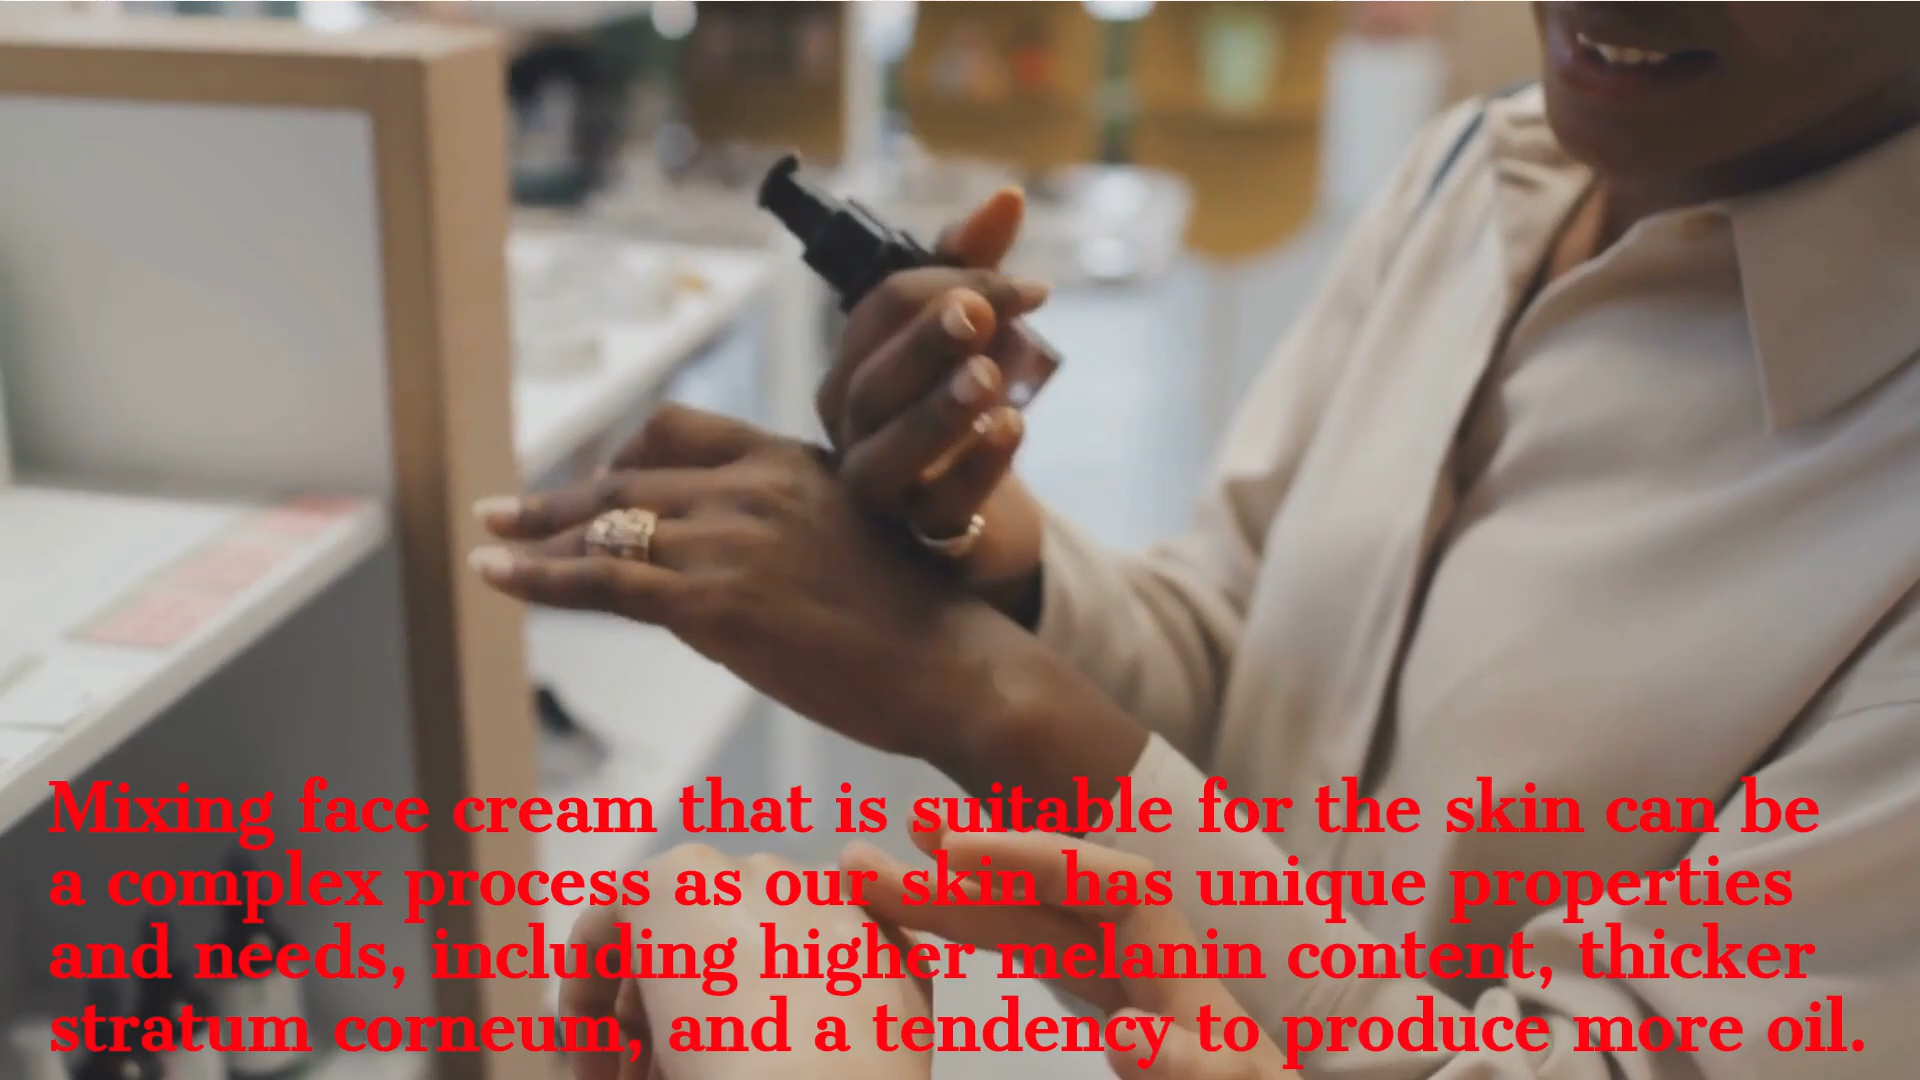 Mixing face cream that is suitable for the skin can be
a complex process as our skin has unique properties
and needs, including higher melanin content, thicker
stratum corneum, and a tendency to produce more oil.